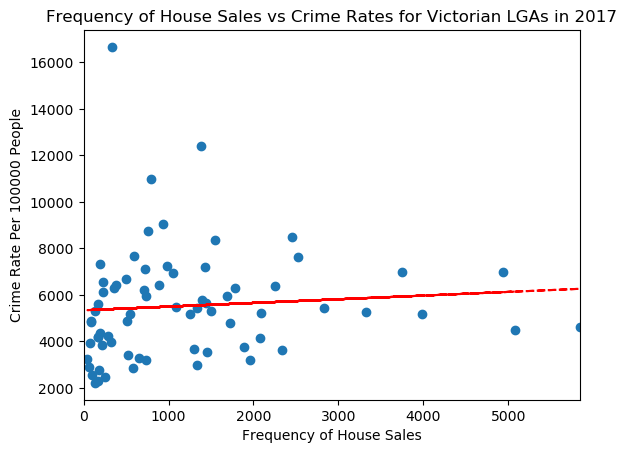 Frequency of House Sales vs Crime Rates for Victorian LGAs in 2017
16000
14000
12000
10000
8000
6000
4000
2000
Crime Rate Per 100000 People
0 1000 2000 3000 4000 5000
Frequency of House Sales